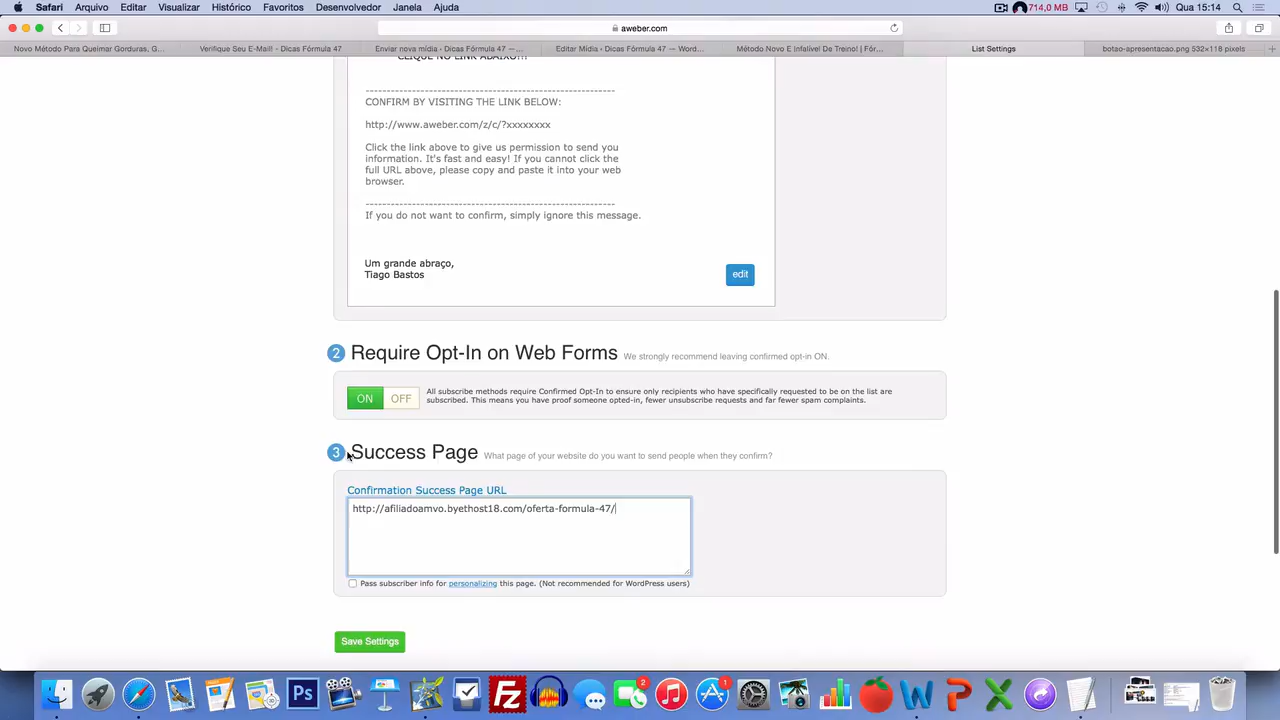 Safari Arquivo Editar Visualizar Histórico Favoritos Desenvolvedor Janela Ajuda 714,0 MB Qua 15:14
aweber.com
Novo Método Para Queimar Gorduras, G... Verifique Seu E-Mail! - Dicas Fórmula 47 Enviar nova mídia ‹ Dicas Fórmula 47 —... Editar Mídia ‹ Dicas Fórmula 47 — Word... Método Novo E Infalível De Treino! | Fór... List Settings botao-apresentacao.png 532×118 pixels
CLIQUE NO LINK ABAIXO!!!
------------------------------------------------------------
CONFIRM BY VISITING THE LINK BELOW:
http://www.aweber.com/z/c/?xxxxxxxx
Click the link above to give us permission to send you
information. It's fast and easy! If you cannot click the
full URL above, please copy and paste it into your web
browser.
------------------------------------------------------------
If you do not want to confirm, simply ignore this message.
Um grande abraço,
Tiago Bastos
edit
2 Require Opt-In on Web Forms We strongly recommend leaving confirmed opt-in ON.
ON OFF All subscribe methods require Confirmed Opt-In to ensure only recipients who have specifically requested to be on the list are
subscribed. This means you have proof someone opted-in, fewer unsubscribe requests and far fewer spam complaints.
3 Success Page What page of your website do you want to send people when they confirm?
Confirmation Success Page URL
http://afiliadoamvo.byethost18.com/oferta-formula-47/
Pass subscriber info for personalizing this page. (Not recommended for WordPress users)
Save Settings
Ps Fz 2 1 W P X